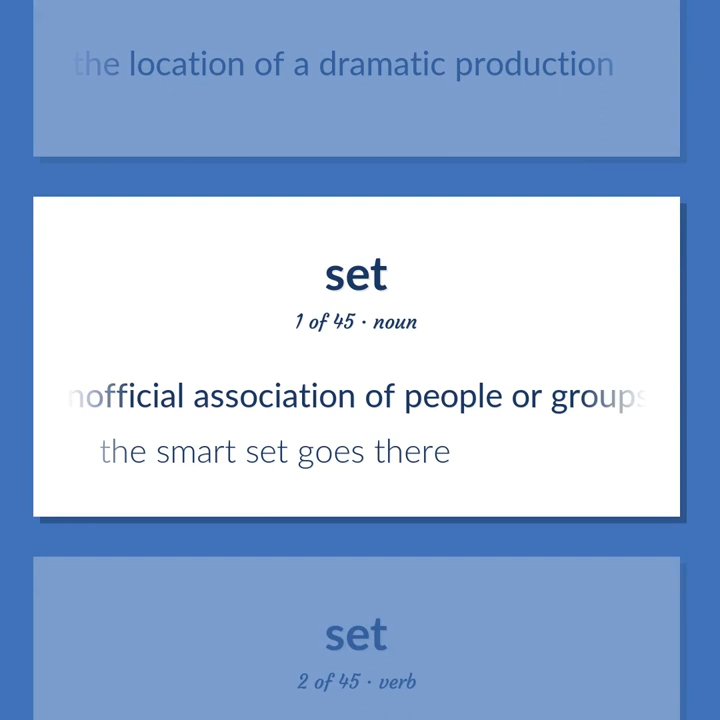 the location of a dramatic production
set
1 of 45 · noun
nofficial association of people or groups
the smart set goes there
set
2 of 45 · verb